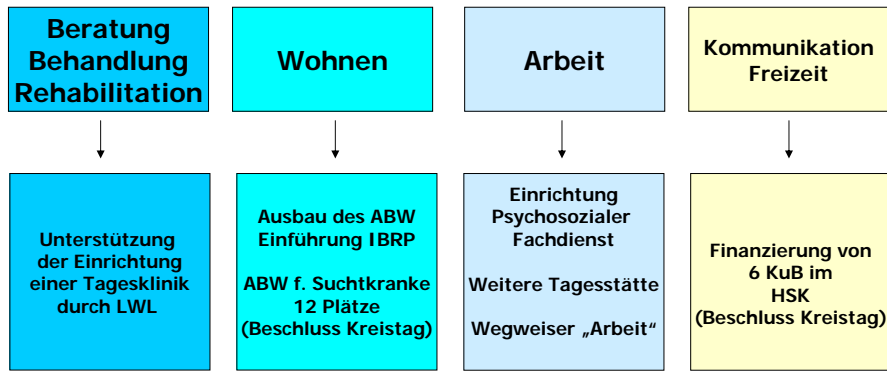 Beratung
Behandlung
Rehabilitation
Wohnen
Arbeit
Kommunikation
Freizeit
Unterstützung
der Einrichtung
einer Tagesklinik
durch LWL
Ausbau des ABW
Einführung IBRP
ABW f. Suchtkranke
12 Plätze
(Beschluss Kreistag)
Einrichtung
Psychosozialer
Fachdienst
Weitere Tagesstätte
Wegweiser „Arbeit“
Finanzierung von
6 KuB im
HSK
(Beschluss Kreistag)